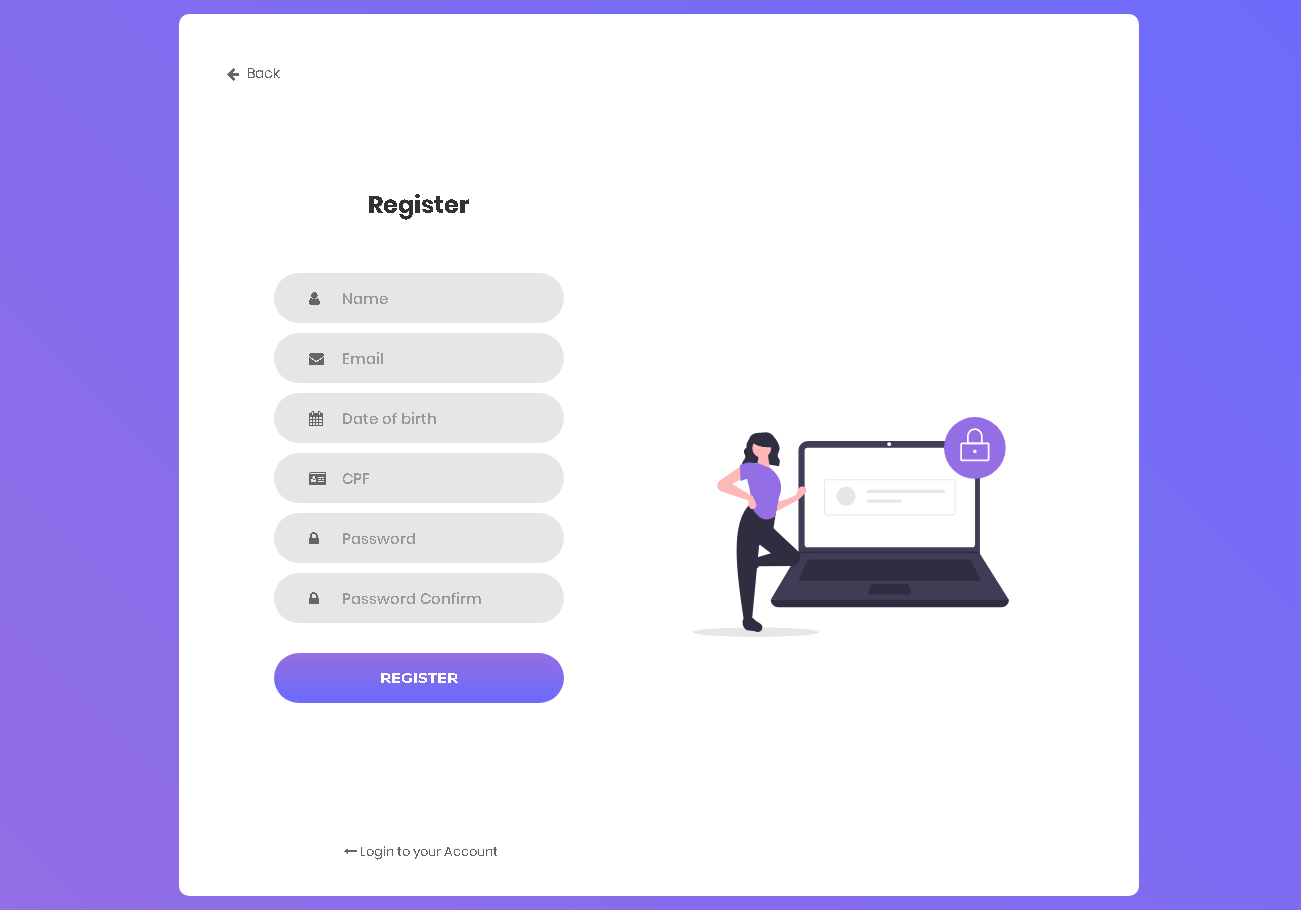 Back
Register
Name
Email
Date of birth
CPF
Password
Password Confirm
REGISTER
Login to your Account